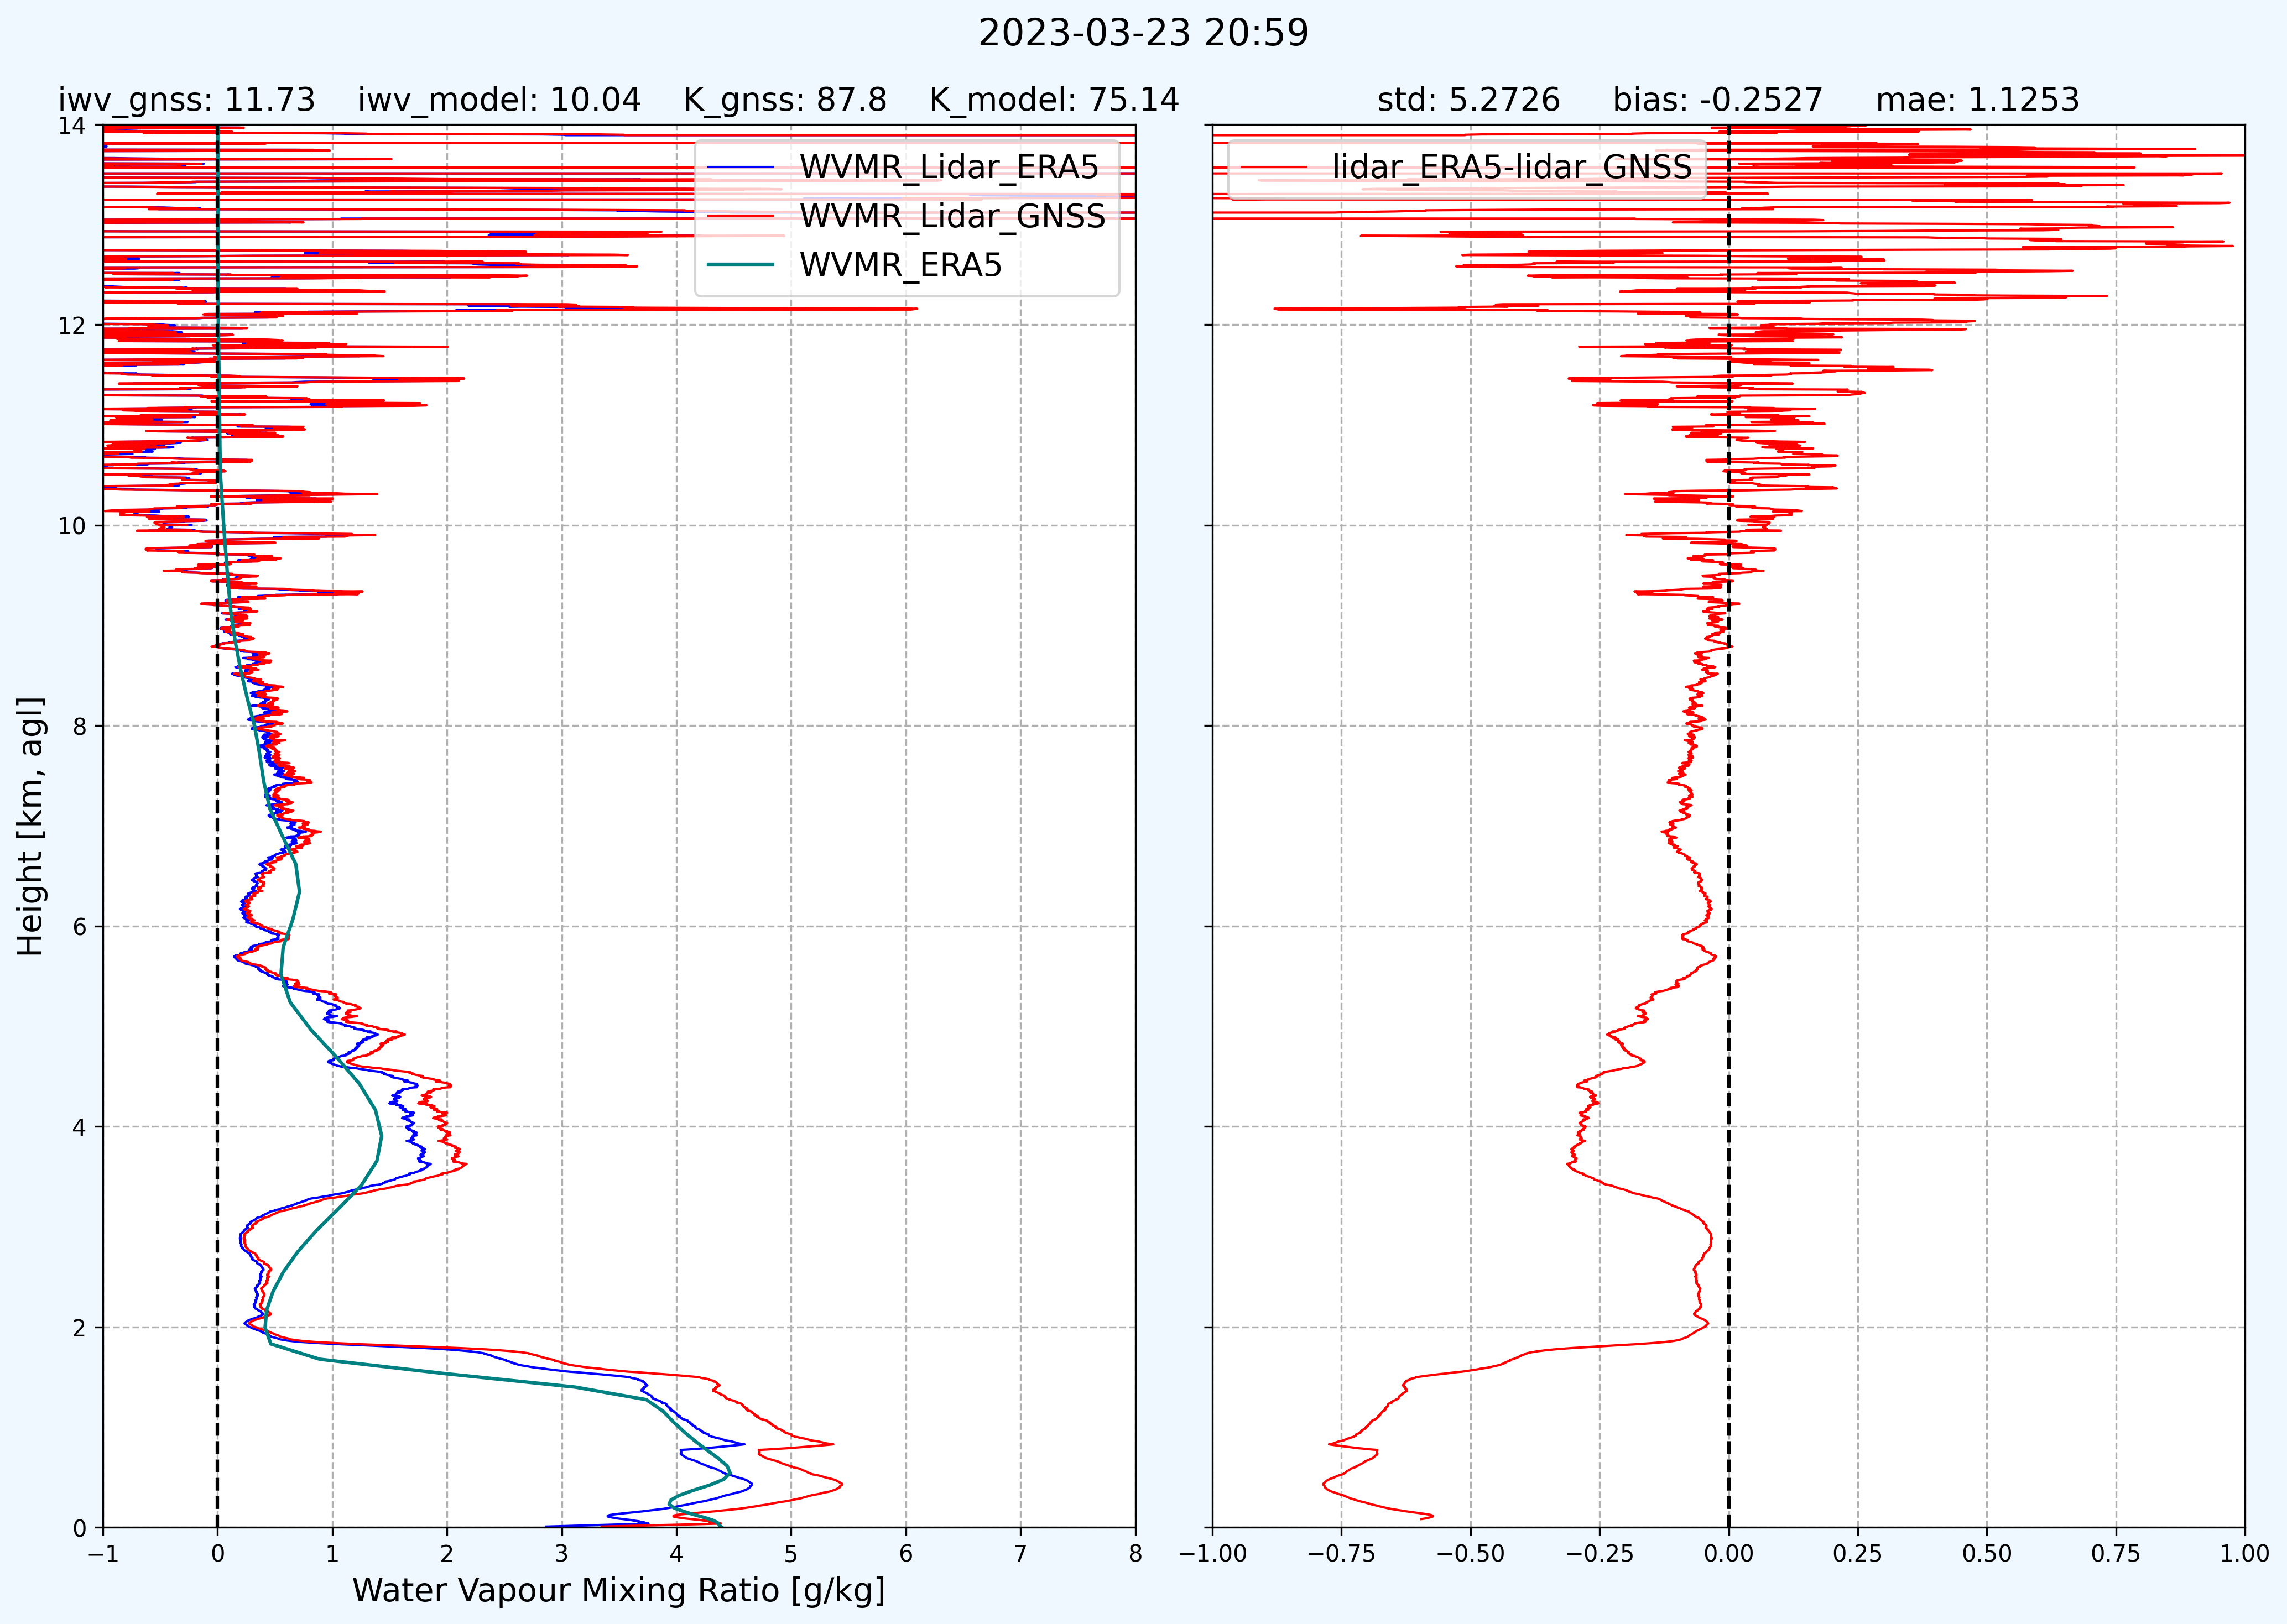 2023-03-23 20:59
iwv_gnss: 11.73 iwv_model: 10.04 K_gnss: 87.8 K_model: 75.14
std: 5.2726 bias: -0.2527 mae: 1.1253
WVMR_Lidar_ERA5
WVMR_Lidar_GNSS
WVMR_ERA5
lidar_ERA5-lidar_GNSS
Height [km, agl]
14
12
10
8
6
4
2
0
−1 0 1 2 3 4 5 6 7 8
−1.00 −0.75 −0.50 −0.25 0.00 0.25 0.50 0.75 1.00
Water Vapour Mixing Ratio [g/kg]